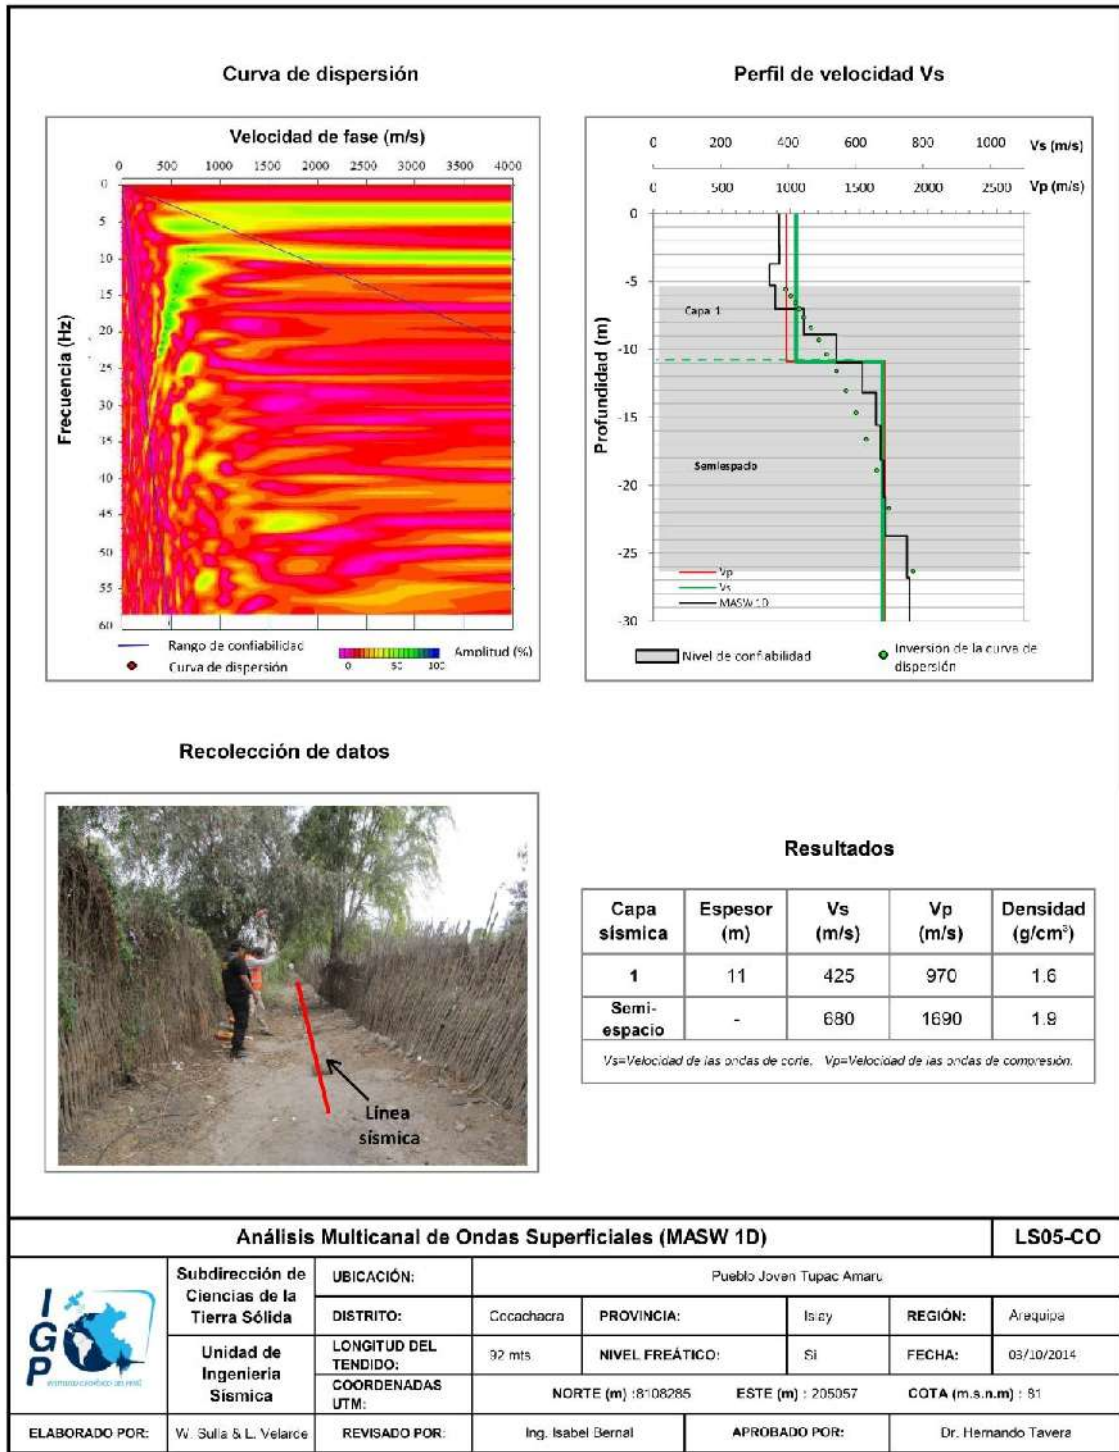 Curva de dispersión
Velocidad de fase (m/s)
0 500 1000 1500 2000 2500 3000 3500 4000
Frecuencia (Hz)
0
5
10
15
20
25
30
35
40
45
50
55
60
Rango de confiabilidad
Curva de dispersión
Amplitud (%)
0 50 100
Perfil de velocidad Vs
0 200 400 600 800 1000 Vs (m/s)
0 500 1000 1500 2000 2500 Vp (m/s)
Profundidad (m)
0
-5
-10
-15
-20
-25
-30
Capa 1
Semiespacio
Vp
Vs
MASW 1D
Nivel de confiabilidad
Inversión de la curva de
dispersión
Recolección de datos
Línea
sísmica
Resultados
Capa sísmica Espesor (m) Vs (m/s) Vp (m/s) Densidad (g/cm³)
1 11 425 970 1.6
Semi-espacio - 680 1690 1.9
Vs=Velocidad de las ondas de corte. Vp=Velocidad de las ondas de compresión.
Análisis Multicanal de Ondas Superficiales (MASW 1D) LS05-CO
IGP
INSTITUTO GEOFÍSICO DEL PERÚ
Subdirección de
Ciencias de la
Tierra Sólida
Unidad de
Ingeniería
Sísmica
UBICACIÓN: Pueblo Joven Tupac Amaru
DISTRITO: Cocachacra PROVINCIA: Islay REGIÓN: Arequipa
LONGITUD DEL TENDIDO: 92 mts NIVEL FREÁTICO: Si FECHA: 03/10/2014
COORDENADAS UTM: NORTE (m) :8108285 ESTE (m) : 205057 COTA (m.s.n.m) : 81
ELABORADO POR: W. Sulla & L. Velarde REVISADO POR: Ing. Isabel Bernal APROBADO POR: Dr. Hernando Tavera